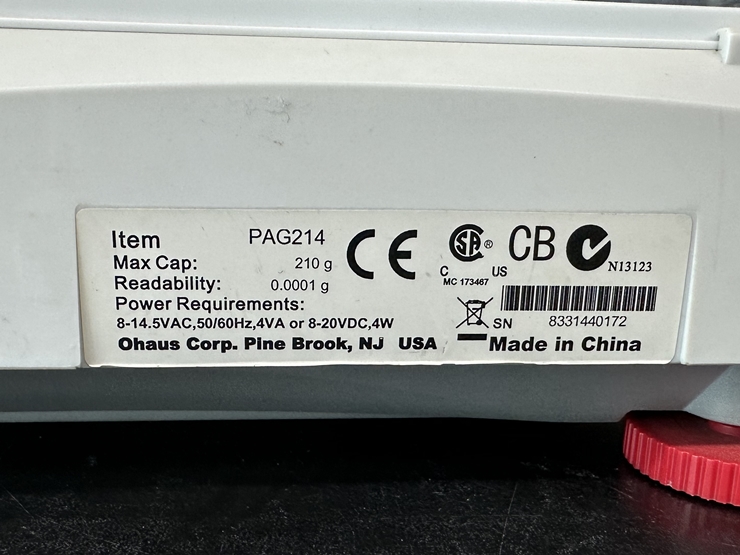 Item PAG214
Max Cap: 210 g
Readability: 0.0001 g
Power Requirements:
8-14.5VAC,50/60Hz,4VA or 8-20VDC,4W
Ohaus Corp. Pine Brook, NJ USA
CE
SA ®
C US
MC 173467
CB
N13123
SN 8331440172
Made in China